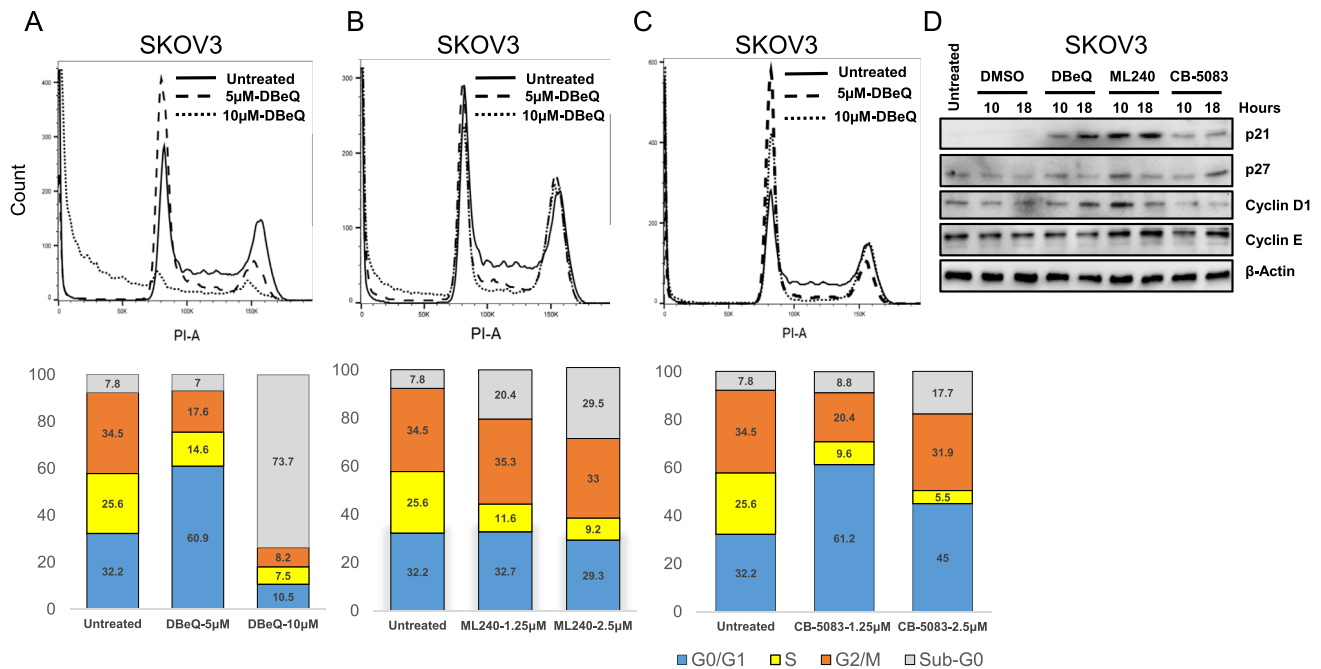 A
SKOV3
Untreated
5µM-DBeQ
10µM-DBeQ
Count
400
300
200
100
0
0
50K
100K
150K
PI-A
B
SKOV3
Untreated
5µM-DBeQ
10µM-DBeQ
300
250
200
150
100
50
0
0
50K
100K
150K
PI-A
C
SKOV3
Untreated
5µM-DBeQ
10µM-DBeQ
600
400
200
0
0
50K
100K
150K
PI-A
D
SKOV3
Untreated
DMSO DBeQ ML240 CB-5083
10 18 10 18 10 18 10 18 Hours
p21
p27
Cyclin D1
Cyclin E
β-Actin
100
80
60
40
20
0
7.8 7 73.7
34.5 17.6 8.2
25.6 14.6 7.5
32.2 60.9 10.5
Untreated DBeQ-5µM DBeQ-10µM
100
80
60
40
20
0
7.8 20.4 29.5
34.5 35.3 33
25.6 11.6 9.2
32.2 32.7 29.3
Untreated ML240-1.25µM ML240-2.5µM
100
80
60
40
20
0
7.8 8.8 17.7
34.5 20.4 31.9
25.6 9.6 5.5
32.2 61.2 45
Untreated CB-5083-1.25µM CB-5083-2.5µM
G0/G1 S G2/M Sub-G0